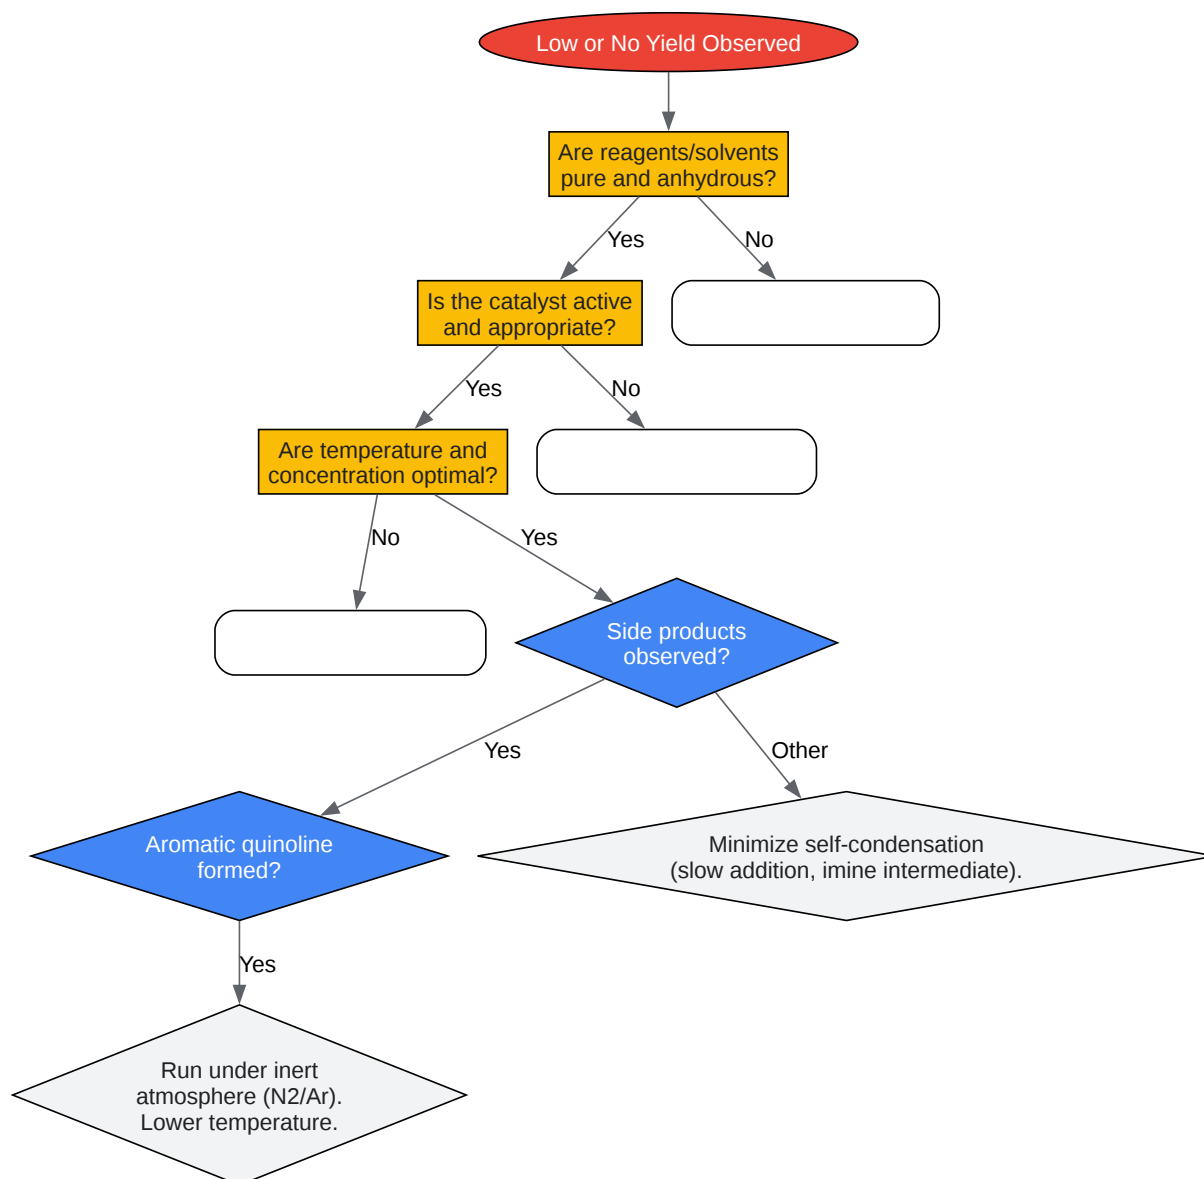 Low or No Yield Observed
Are reagents/solvents
pure and anhydrous?
Yes
No
Is the catalyst active
and appropriate?
Yes
No
Are temperature and
concentration optimal?
No
Yes
Side products
observed?
Yes
Other
Aromatic quinoline
formed?
Minimize self-condensation
(slow addition, imine intermediate).
Yes
Run under inert
atmosphere (N2/Ar).
Lower temperature.